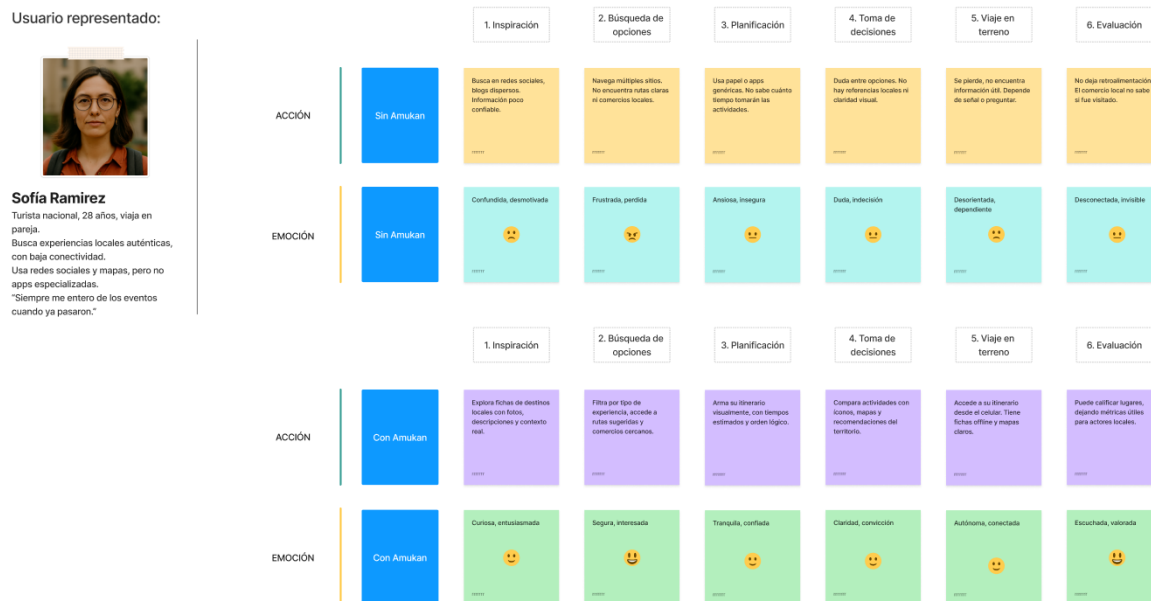 Usuario representado:
Sofía Ramirez
Turista nacional, 28 años, viaja en
pareja.
Busca experiencias locales auténticas,
con baja conectividad.
Usa redes sociales y mapas, pero no
apps especializadas.
"Siempre me entero de los eventos
cuando ya pasaron."
1. Inspiración
2. Búsqueda de
opciones
3. Planificación
4. Toma de
decisiones
5. Viaje en
terreno
6. Evaluación
ACCIÓN
Sin Amukan
Busca en redes sociales,
blogs dispersos.
Información poco
confiable.
Navega múltiples sitios.
No encuentra rutas claras
ni comercios locales.
Usa papel o apps
genéricas. No sabe cuánto
tiempo tomarán las
actividades.
Duda entre opciones. No
hay referencias locales ni
claridad visual.
Se pierde, no encuentra
información útil. Depende
de señal o preguntar.
No deja retroalimentación.
El comercio local no sabe
si fue visitado.
EMOCIÓN
Sin Amukan
Confundida, desmotivada
Frustrada, perdida
Ansiosa, insegura
Duda, indecisión
Desorientada,
dependiente
Desconectada, invisible
1. Inspiración
2. Búsqueda de
opciones
3. Planificación
4. Toma de
decisiones
5. Viaje en
terreno
6. Evaluación
ACCIÓN
Con Amukan
Explora fichas de destinos
locales con fotos,
descripciones y contexto
real.
Filtra por tipo de
experiencia, accede a
rutas sugeridas y
comercios cercanos.
Arma su itinerario
visualmente, con tiempos
estimados y orden lógico.
Compara actividades con
íconos, mapas y
recomendaciones del
territorio.
Accede a su itinerario
desde el celular. Tiene
fichas offline y mapas
claros.
Puede calificar lugares,
dejando métricas útiles
para actores locales.
EMOCIÓN
Con Amukan
Curiosa, entusiasmada
Segura, interesada
Tranquila, confiada
Claridad, convicción
Autónoma, conectada
Escuchada, valorada